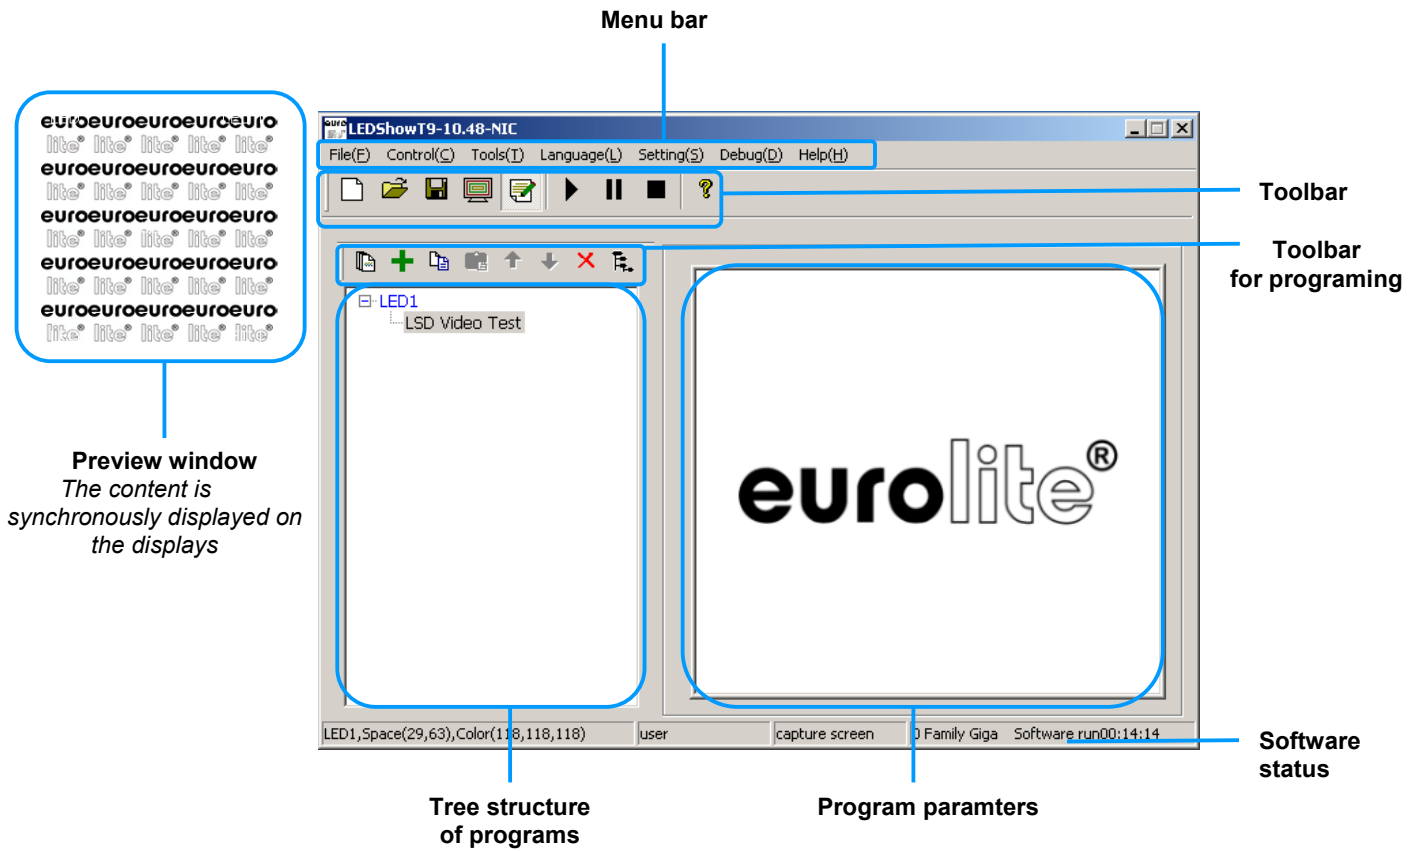 Menu bar
euroeuroeuroeuroeuro
lite® lite® lite® lite® lite®
euroeuroeuroeuroeuro
lite® lite® lite® lite® lite®
euroeuroeuroeuroeuro
lite® lite® lite® lite® lite®
euroeuroeuroeuroeuro
lite® lite® lite® lite® lite®
euroeuroeuroeuroeuro
lite® lite® lite® lite® lite®
Preview window
The content is
synchronously displayed on
the displays
euro
LEDShowT9-10.48-NIC
File(F) Control(C) Tools(T) Language(L) Setting(S) Debug(D) Help(H)
Toolbar
Toolbar
for programing
LED1
LSD Video Test
eurolite®
LED1,Space(29,63),Color(118,118,118) user capture screen 0 Family Giga Software run00:14:14
Software
status
Tree structure
of programs
Program paramters